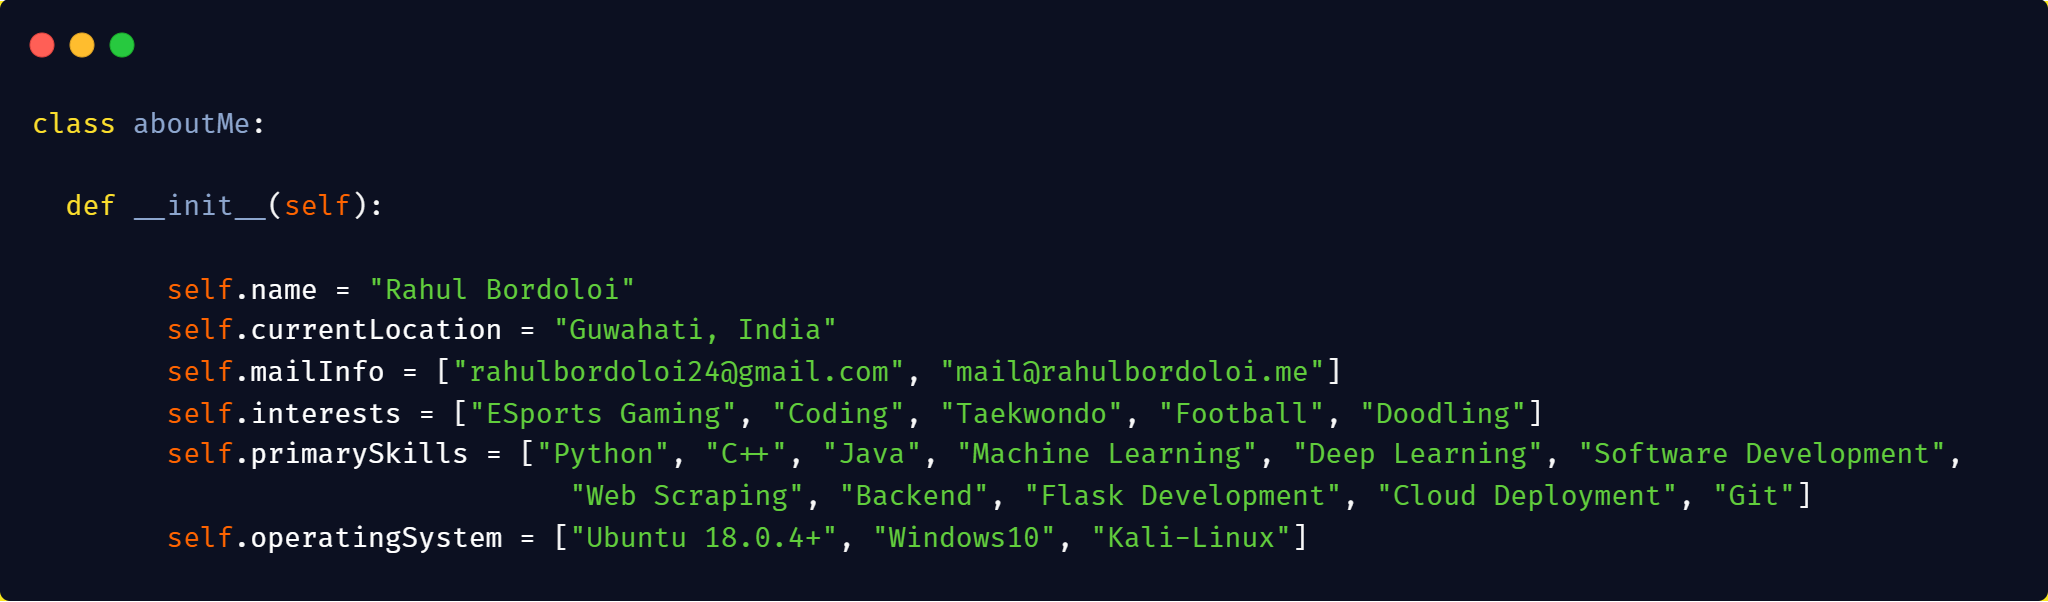 class aboutMe:
def __init__(self):
self.name = "Rahul Bordoloi"
self.currentLocation = "Guwahati, India"
self.mailInfo = ["rahulbordoloi24@gmail.com", "mail@rahulbordoloi.me"]
self.interests = ["ESports Gaming", "Coding", "Taekwondo", "Football", "Doodling"]
self.primarySkills = ["Python", "C++", "Java", "Machine Learning", "Deep Learning", "Software Development",
"Web Scraping", "Backend", "Flask Development", "Cloud Deployment", "Git"]
self.operatingSystem = ["Ubuntu 18.0.4+", "Windows10", "Kali-Linux"]